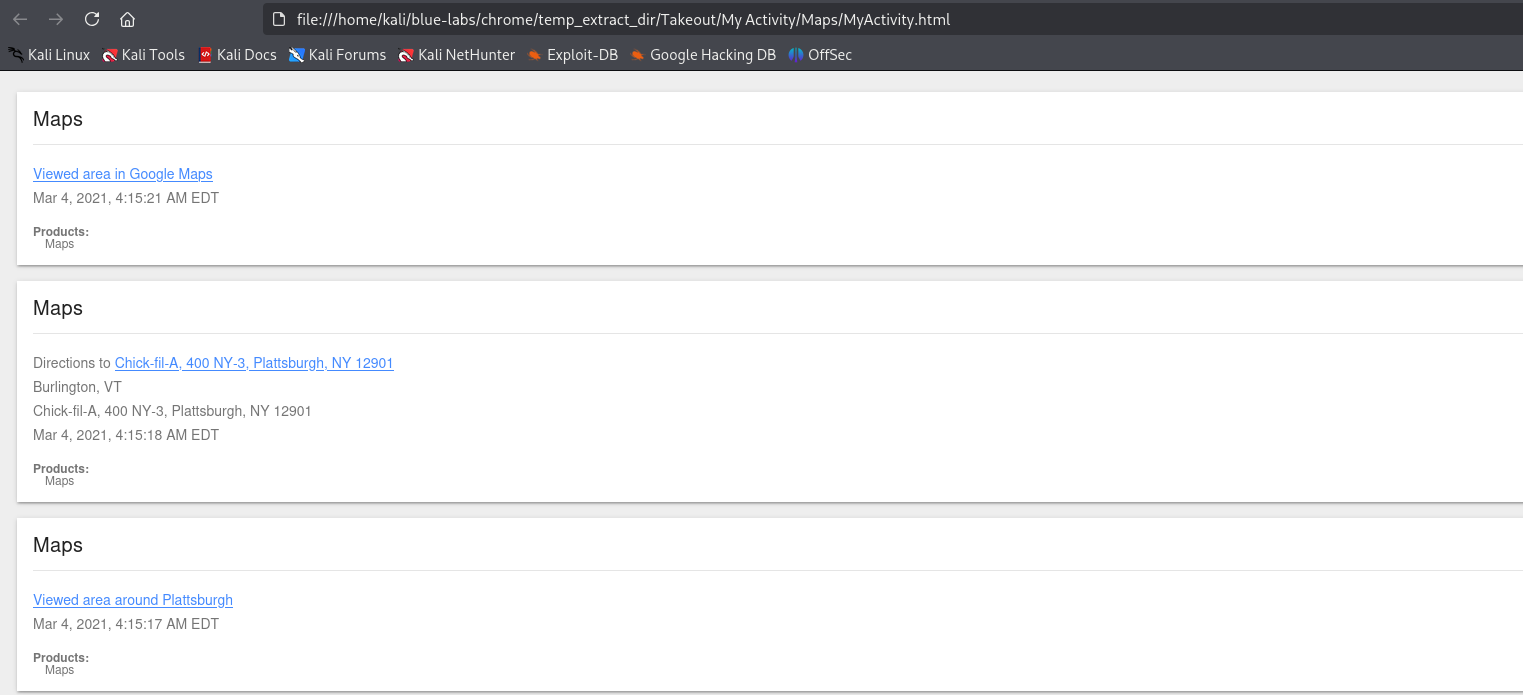 file:///home/kali/blue-labs/chrome/temp_extract_dir/Takeout/My Activity/Maps/MyActivity.html
Kali Linux Kali Tools Kali Docs Kali Forums Kali NetHunter Exploit-DB Google Hacking DB OffSec
Maps
Viewed area in Google Maps
Mar 4, 2021, 4:15:21 AM EDT
Products:
Maps
Maps
Directions to Chick-fil-A, 400 NY-3, Plattsburgh, NY 12901
Burlington, VT
Chick-fil-A, 400 NY-3, Plattsburgh, NY 12901
Mar 4, 2021, 4:15:18 AM EDT
Products:
Maps
Maps
Viewed area around Plattsburgh
Mar 4, 2021, 4:15:17 AM EDT
Products:
Maps